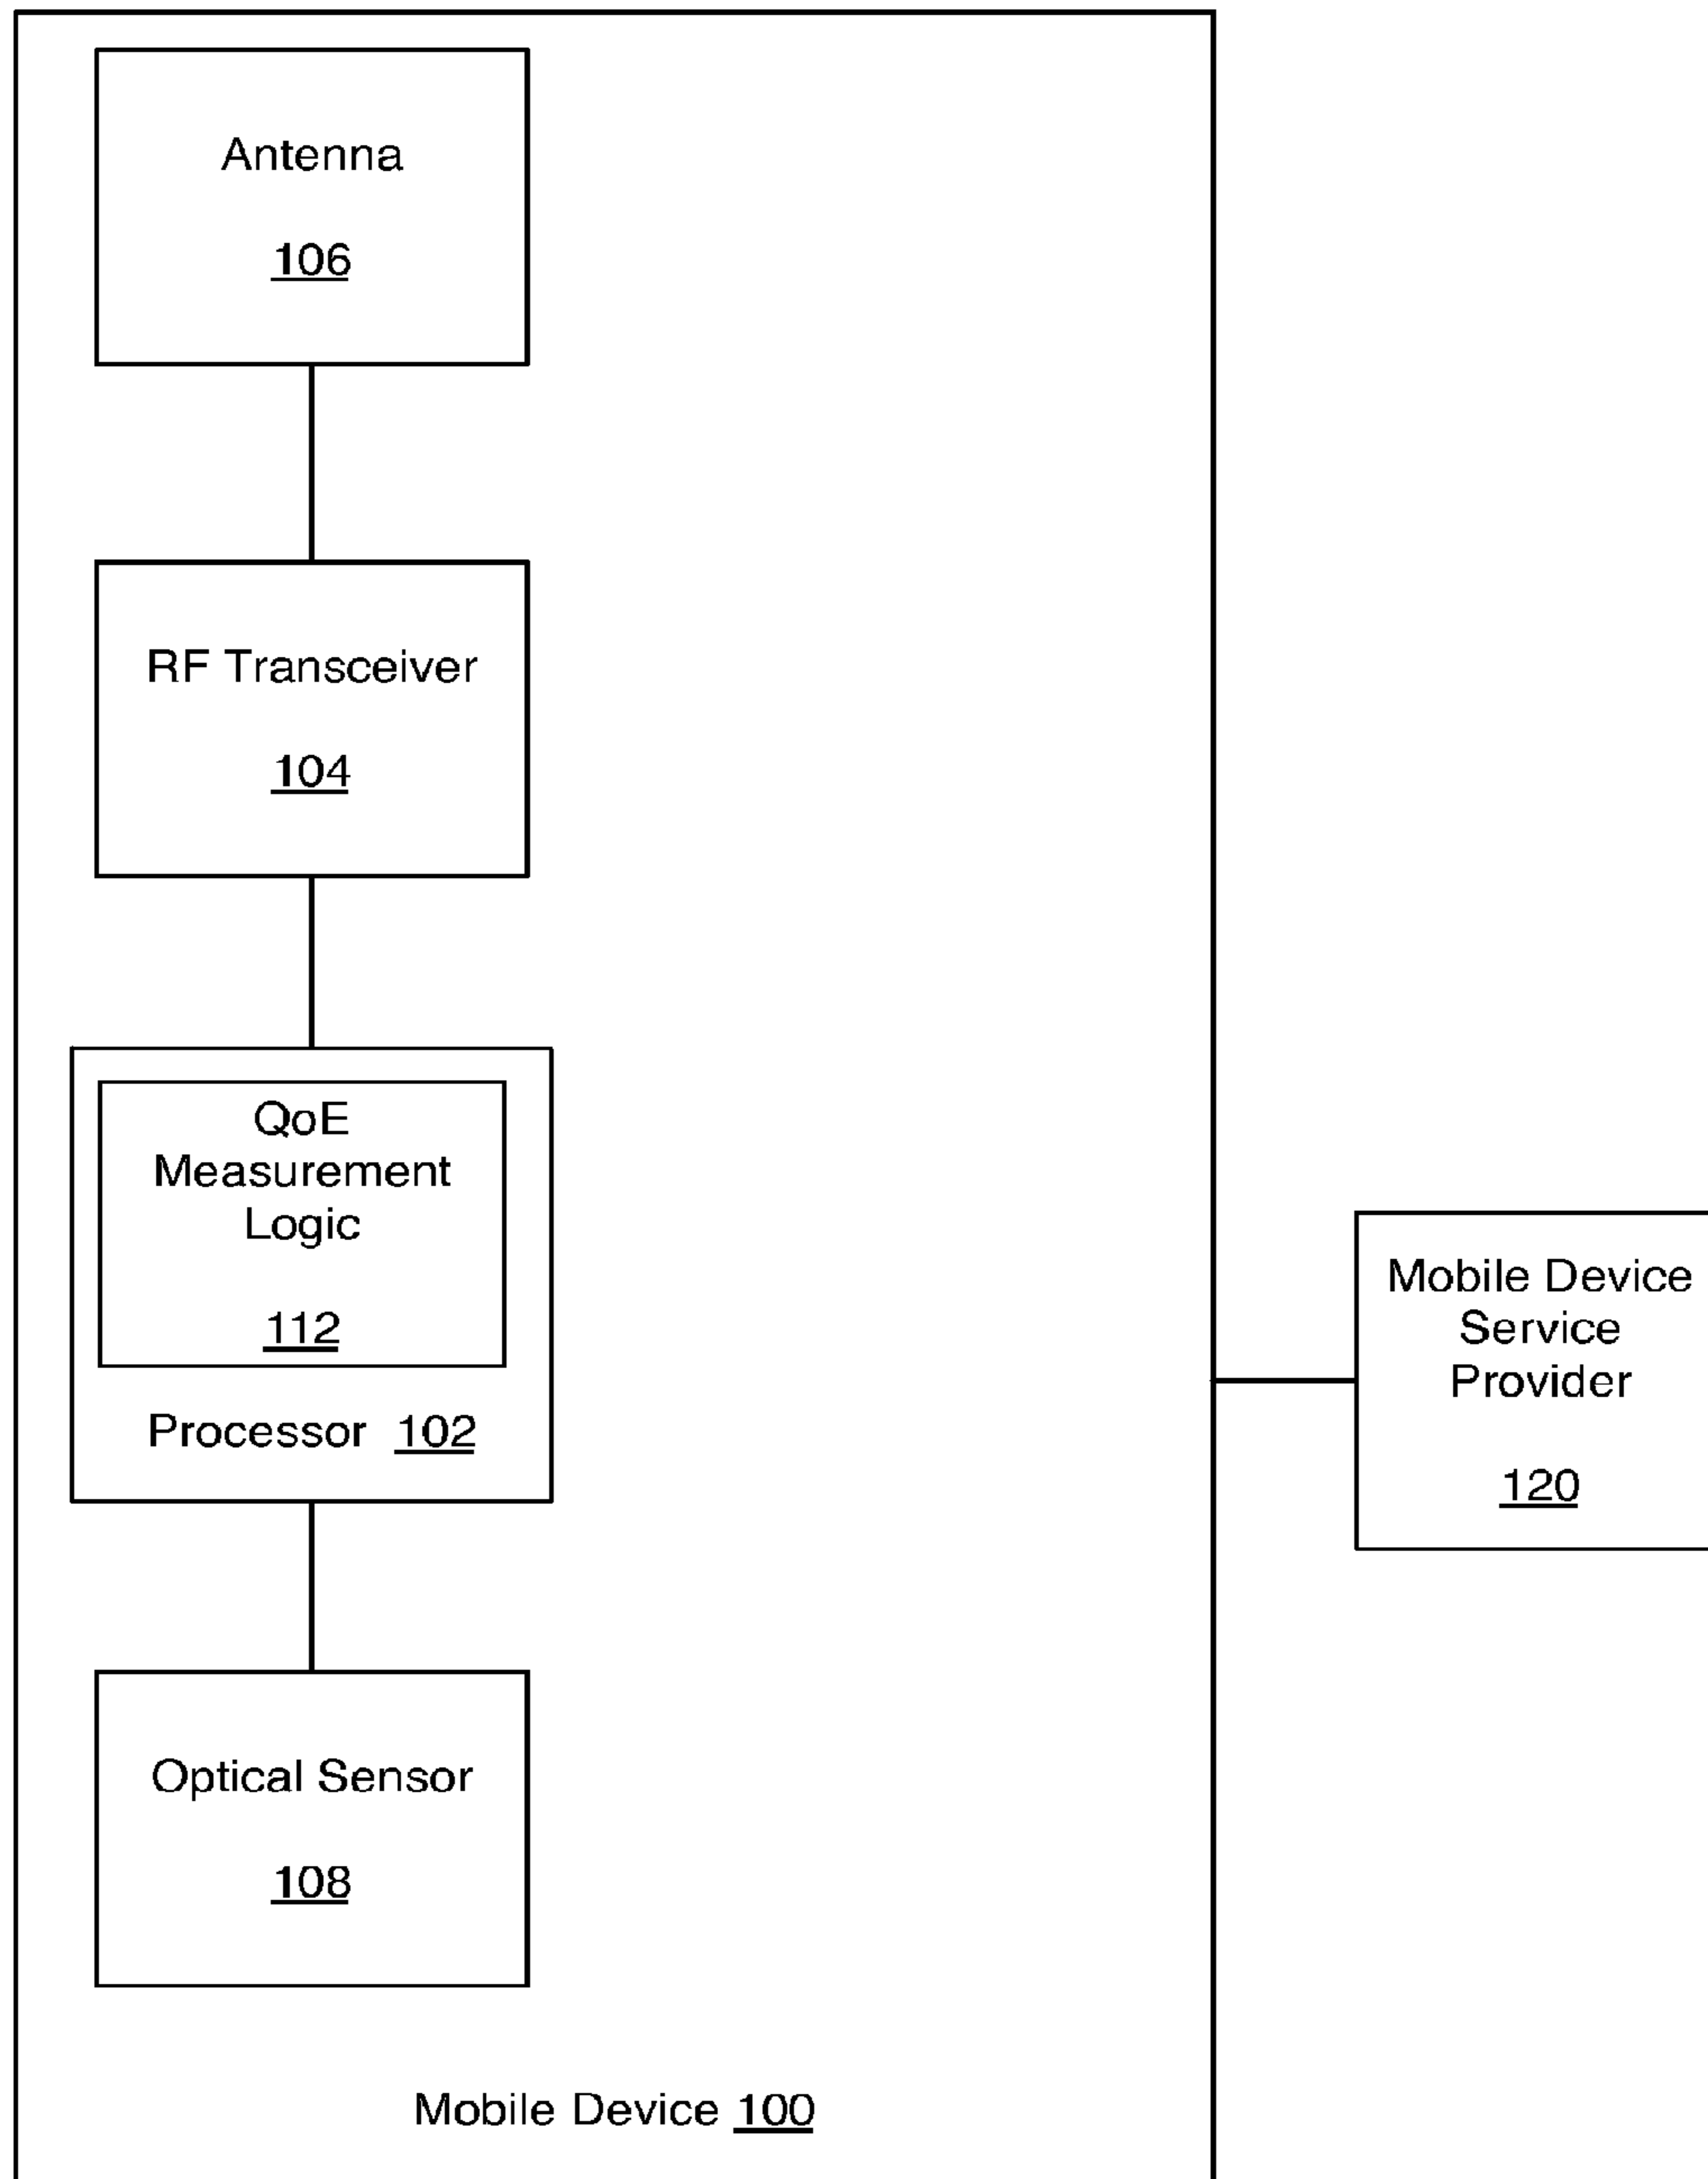 Antenna
106
RF Transceiver
104
QoE
Measurement
Logic
112
Processor 102
Mobile Device
Service
Provider
120
Optical Sensor
108
Mobile Device 100